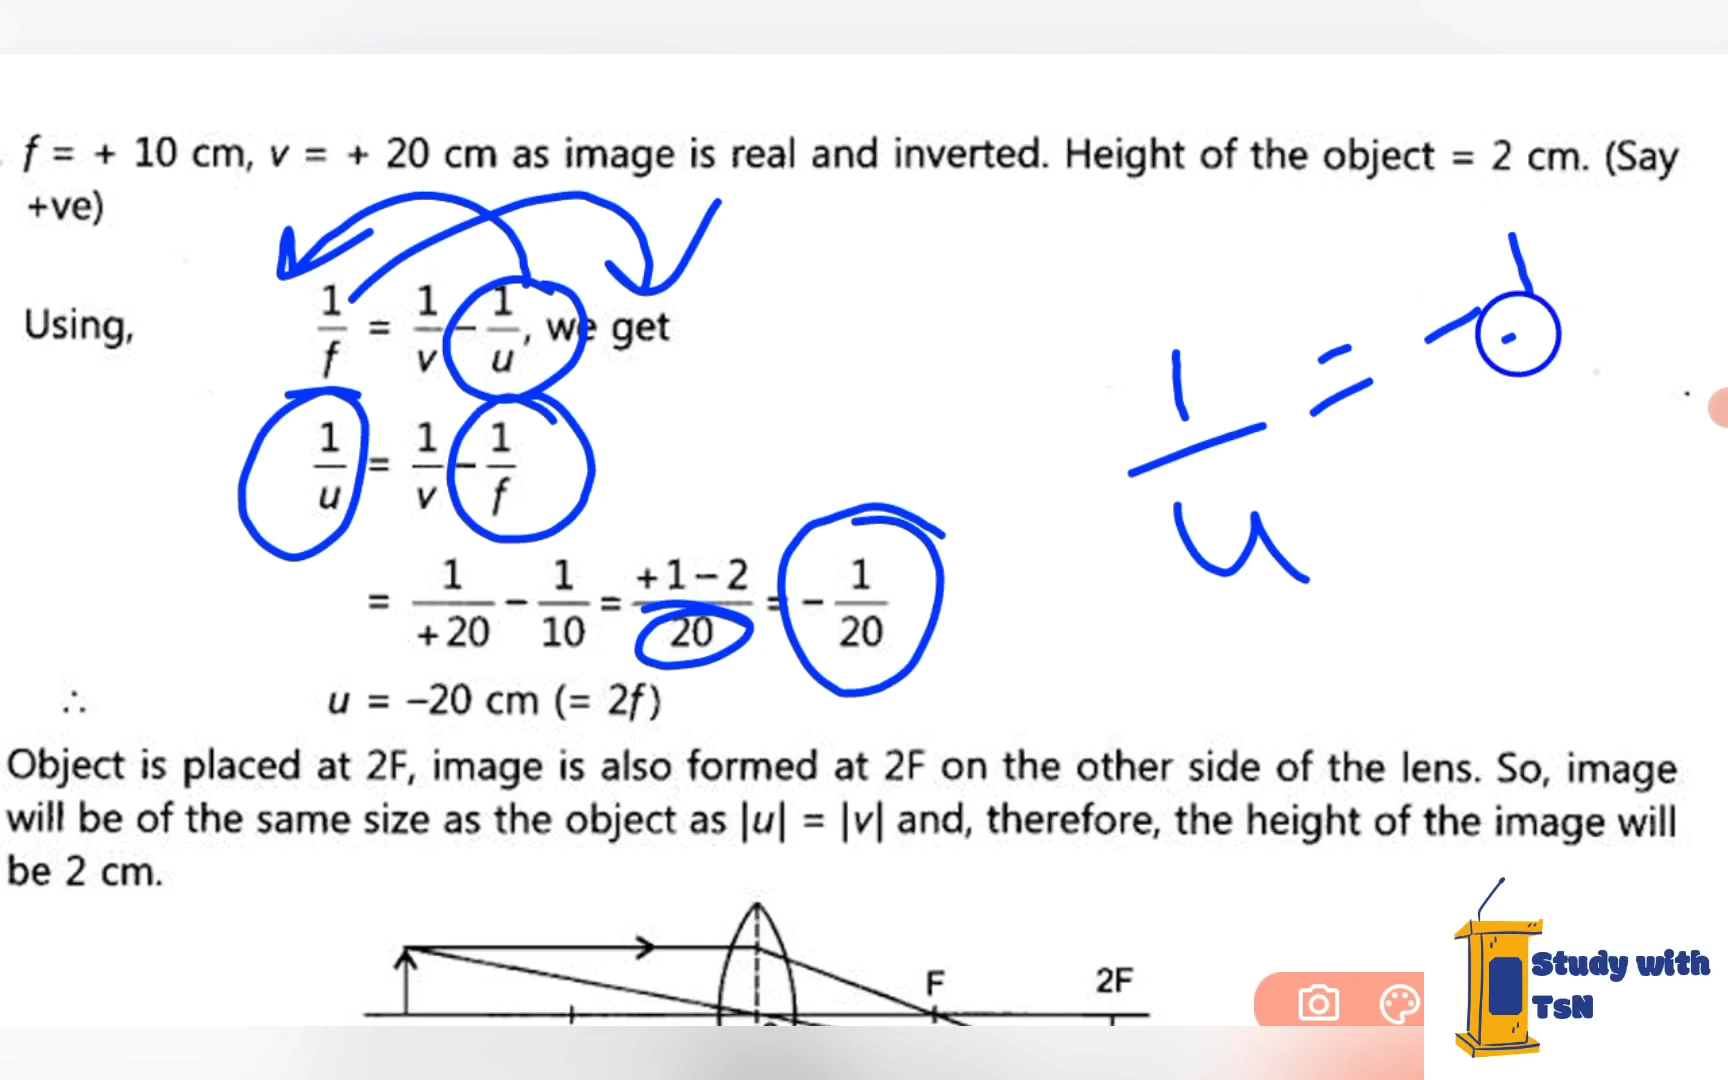 f = + 10 cm, v = + 20 cm as image is real and inverted. Height of the object = 2 cm. (Say
+ve)
Using, 1/f = 1/v − 1/u, we get
1/u = 1/v − 1/f
= 1/+20 − 1/10 = +1−2/20 = −1/20
∴ u = −20 cm (= 2f)
1/u = −
Object is placed at 2F, image is also formed at 2F on the other side of the lens. So, image
will be of the same size as the object as |u| = |v| and, therefore, the height of the image will
be 2 cm.
F 2F
Study with
TsN